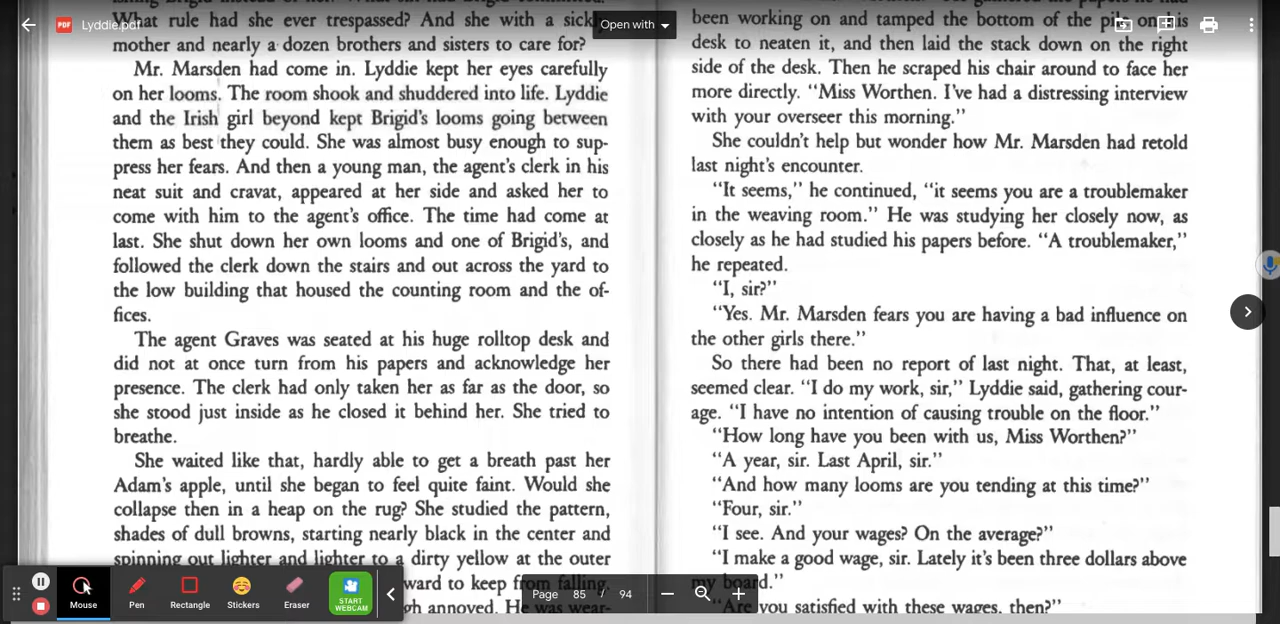 What rule had she ever trespassed? And she with a sickly
mother and nearly a dozen brothers and sisters to care for?
Mr. Marsden had come in. Lyddie kept her eyes carefully
on her looms. The room shook and shuddered into life. Lyddie
and the Irish girl beyond kept Brigid's looms going between
them as best they could. She was almost busy enough to sup-
press her fears. And then a young man, the agent's clerk in his
neat suit and cravat, appeared at her side and asked her to
come with him to the agent's office. The time had come at
last. She shut down her own looms and one of Brigid's, and
followed the clerk down the stairs and out across the yard to
the low building that housed the counting room and the of-
fices.
The agent Graves was seated at his huge rolltop desk and
did not at once turn from his papers and acknowledge her
presence. The clerk had only taken her as far as the door, so
she stood just inside as he closed it behind her. She tried to
breathe.
She waited like that, hardly able to get a breath past her
Adam's apple, until she began to feel quite faint. Would she
collapse then in a heap on the rug? She studied the pattern,
shades of dull browns, starting nearly black in the center and
spinning out lighter and lighter to a dirty yellow at the outer
ward to keep from falling.
gh annoyed. He was wear-
been working on and tamped the bottom of the on his
desk to neaten it, and then laid the stack down on the right
side of the desk. Then he scraped his chair around to face her
more directly. "Miss Worthen. I've had a distressing interview
with your overseer this morning."
She couldn't help but wonder how Mr. Marsden had retold
last night's encounter.
"It seems," he continued, "it seems you are a troublemaker
in the weaving room." He was studying her closely now, as
closely as he had studied his papers before. "A troublemaker,"
he repeated.
"I, sir?"
"Yes. Mr. Marsden fears you are having a bad influence on
the other girls there."
So there had been no report of last night. That, at least,
seemed clear. "I do my work, sir," Lyddie said, gathering cour-
age. "I have no intention of causing trouble on the floor."
"How long have you been with us, Miss Worthen?"
"A year, sir. Last April, sir."
"And how many looms are you tending at this time?"
"Four, sir."
"I see. And your wages? On the average?"
"I make a good wage, sir. Lately it's been three dollars above
my board."
"Are you satisfied with these wages, then?"
PDF Lyddie.pdf
Open with
Mouse
Pen
Rectangle
Stickers
Eraser
START
WEBCAM
Page 85 / 94